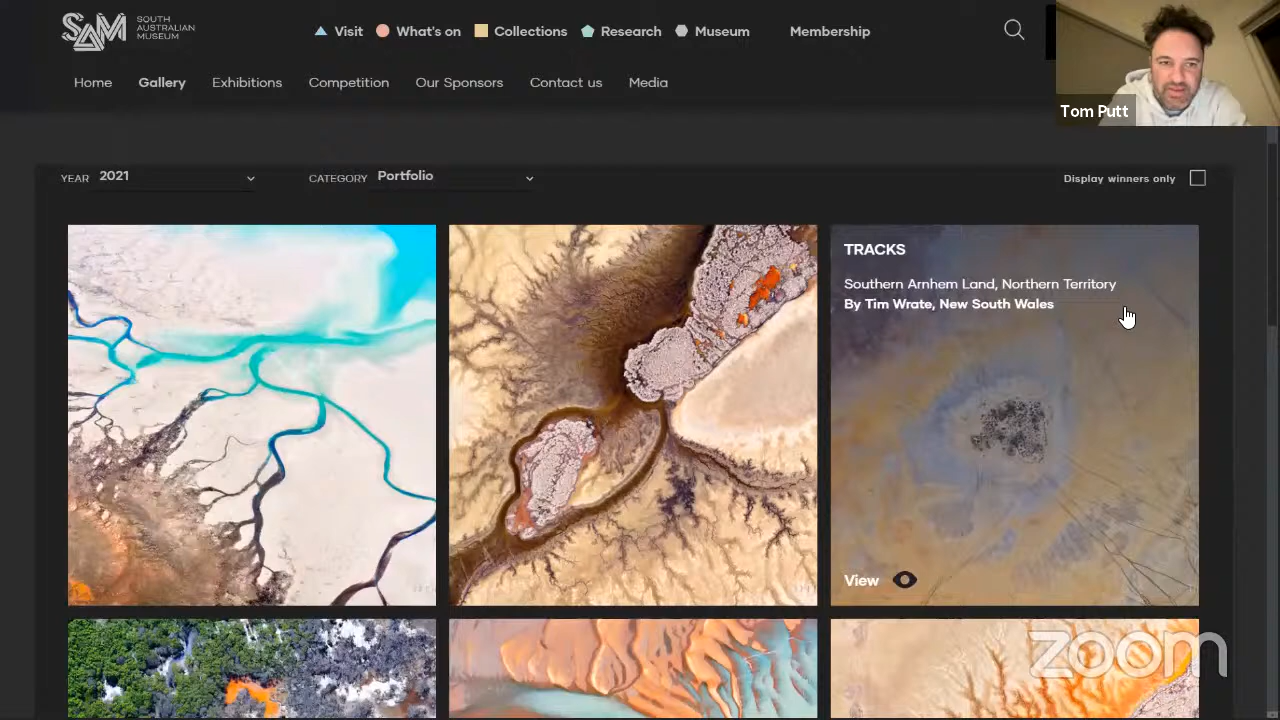 SAM
SOUTH
AUSTRALIAN
MUSEUM
Visit
What's on
Collections
Research
Museum
Membership
Home
Gallery
Exhibitions
Competition
Our Sponsors
Contact us
Media
Tom Putt
YEAR 2021
CATEGORY Portfolio
Display winners only
TRACKS
Southern Arnhem Land, Northern Territory
By Tim Wrate, New South Wales
View
zoom